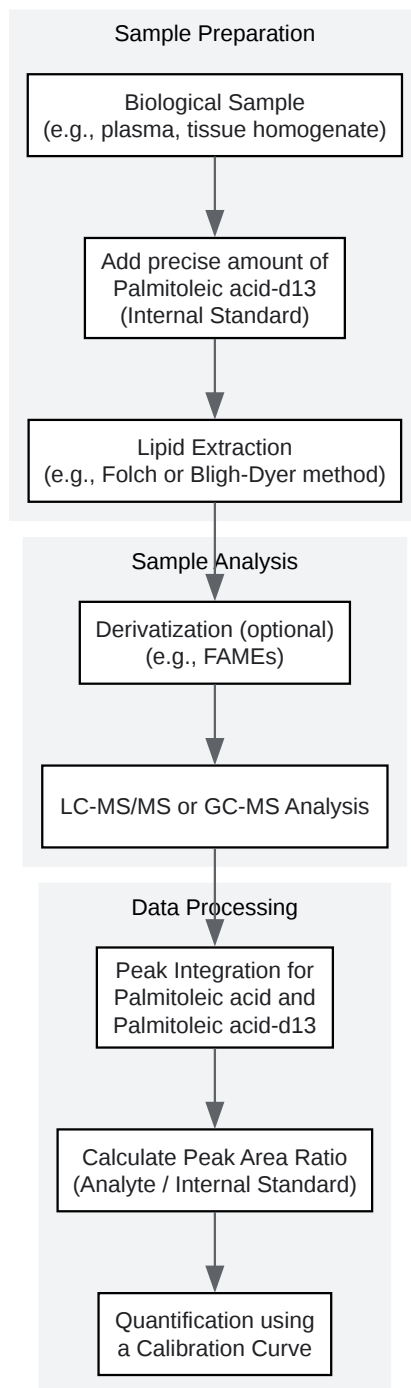 Sample Preparation
Biological Sample
(e.g., plasma, tissue homogenate)
Add precise amount of
Palmitoleic acid-d13
(Internal Standard)
Lipid Extraction
(e.g., Folch or Bligh-Dyer method)
Sample Analysis
Derivatization (optional)
(e.g., FAMEs)
LC-MS/MS or GC-MS Analysis
Data Processing
Peak Integration for
Palmitoleic acid and
Palmitoleic acid-d13
Calculate Peak Area Ratio
(Analyte / Internal Standard)
Quantification using
a Calibration Curve